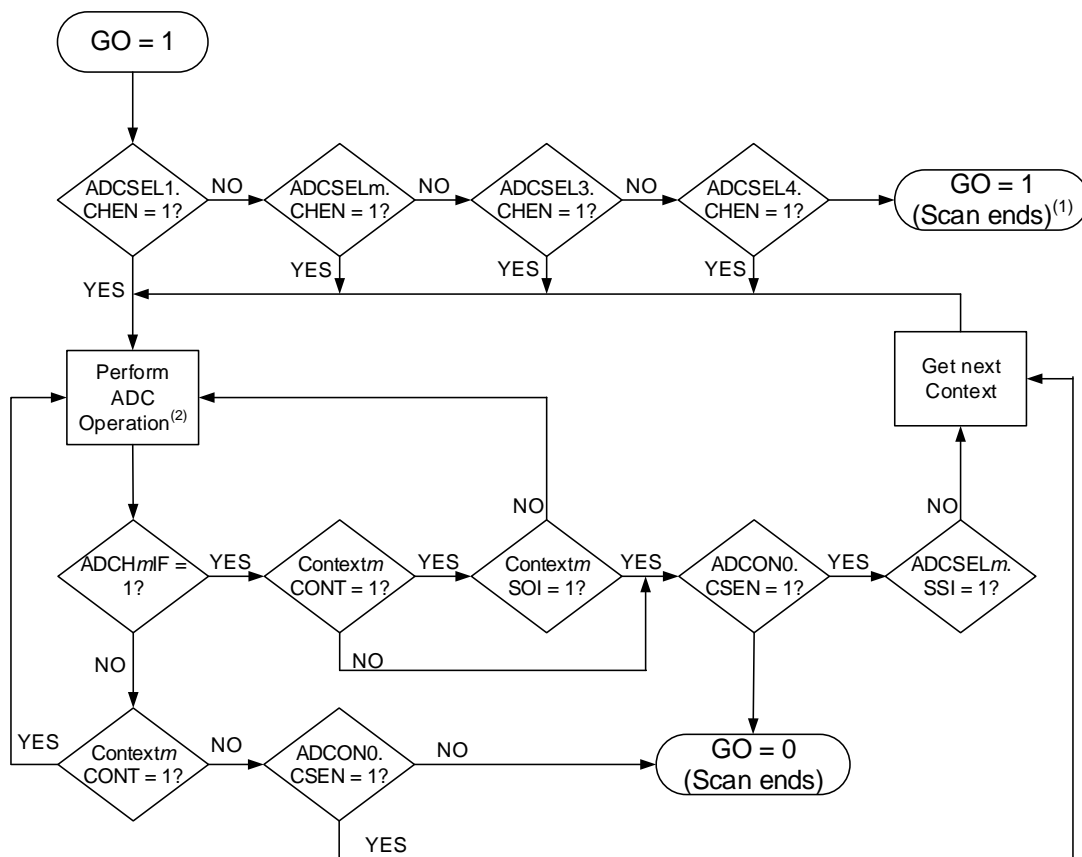 GO = 1
ADCSEL1.
CHEN = 1?
NO
ADCSELm.
CHEN = 1?
NO
ADCSEL3.
CHEN = 1?
NO
ADCSEL4.
CHEN = 1?
GO = 1
(Scan ends)(1)
YES
YES
YES
YES
Perform
ADC
Operation(2)
Get next
Context
NO
NO
ADCHmIF =
1?
YES
Contextm
CONT = 1?
YES
Contextm
SOI = 1?
YES
ADCON0.
CSEN = 1?
YES
ADCSELm.
SSI = 1?
NO
NO
YES
Contextm
CONT = 1?
NO
ADCON0.
CSEN = 1?
NO
GO = 0
(Scan ends)
YES